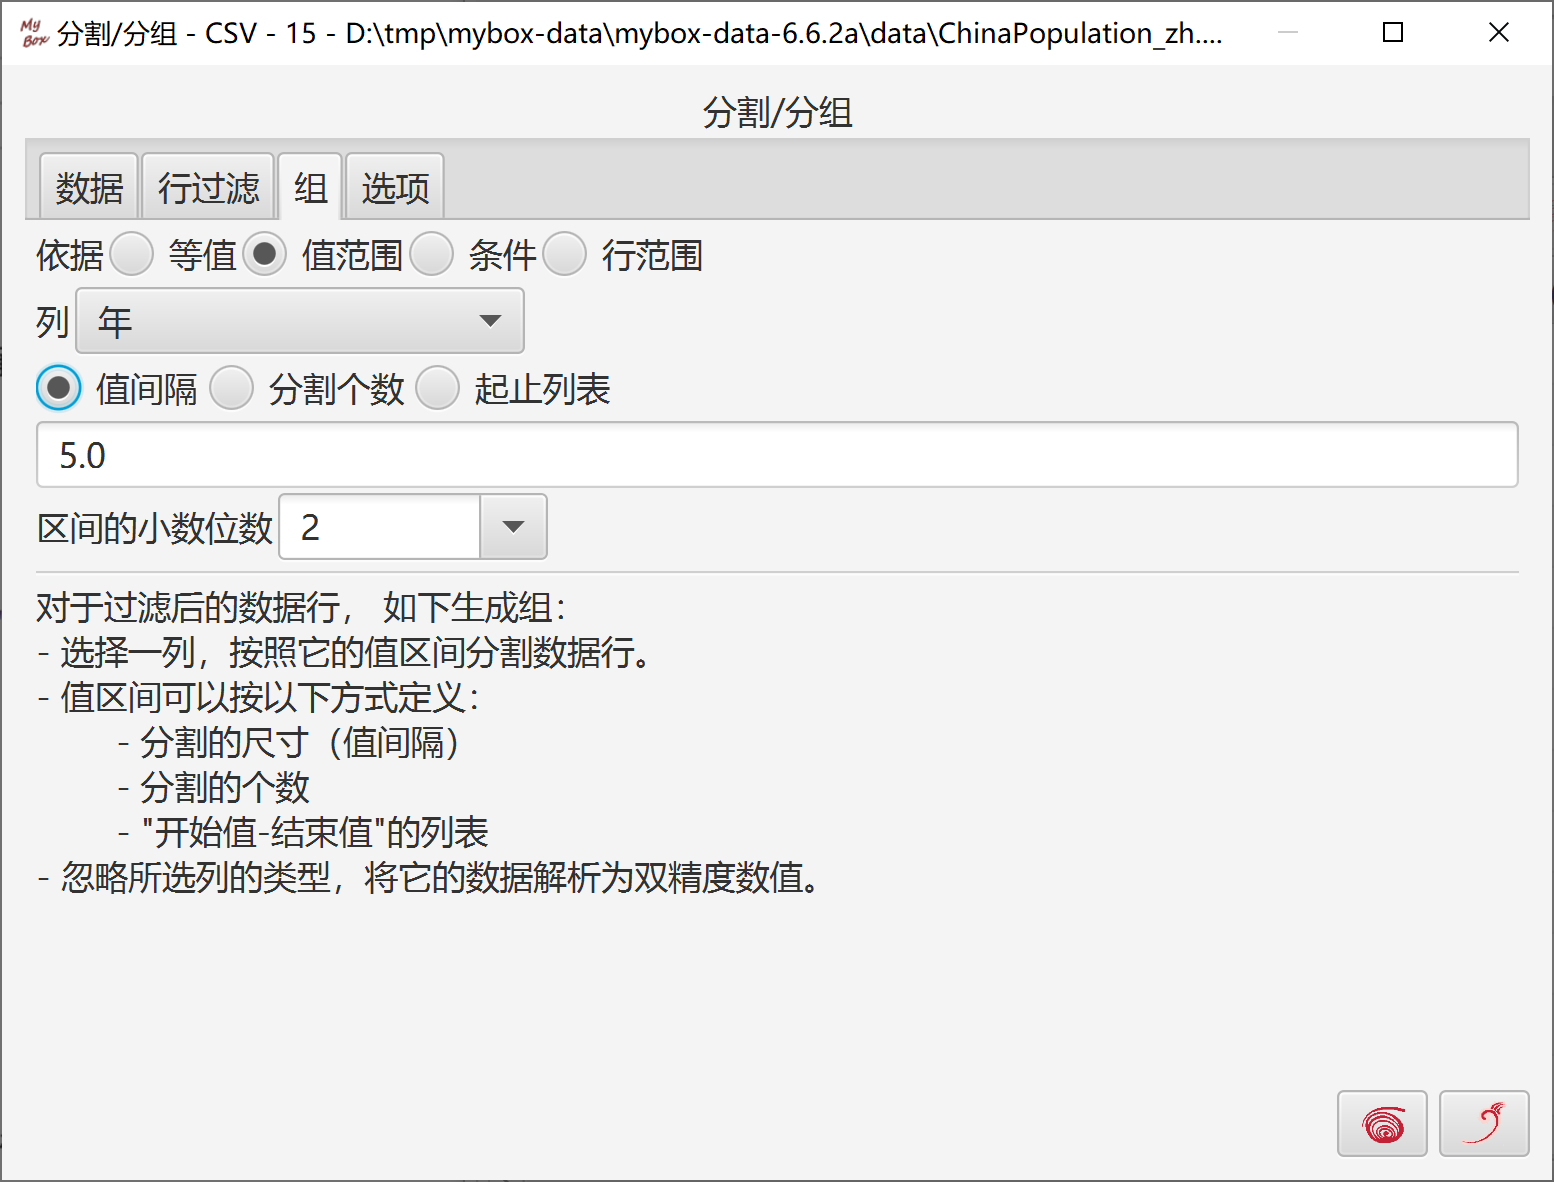 My Box 分割/分组 - CSV - 15 - D:\tmp\mybox-data\mybox-data-6.6.2a\data\ChinaPopulation_zh....
分割/分组
数据 行过滤 组 选项
依据 等值 值范围 条件 行范围
列 年
值间隔 分割个数 起止列表
5.0
区间的小数位数 2
对于过滤后的数据行， 如下生成组：
- 选择一列，按照它的值区间分割数据行。
- 值区间可以按以下方式定义：
- 分割的尺寸（值间隔）
- 分割的个数
- "开始值-结束值"的列表
- 忽略所选列的类型，将它的数据解析为双精度数值。